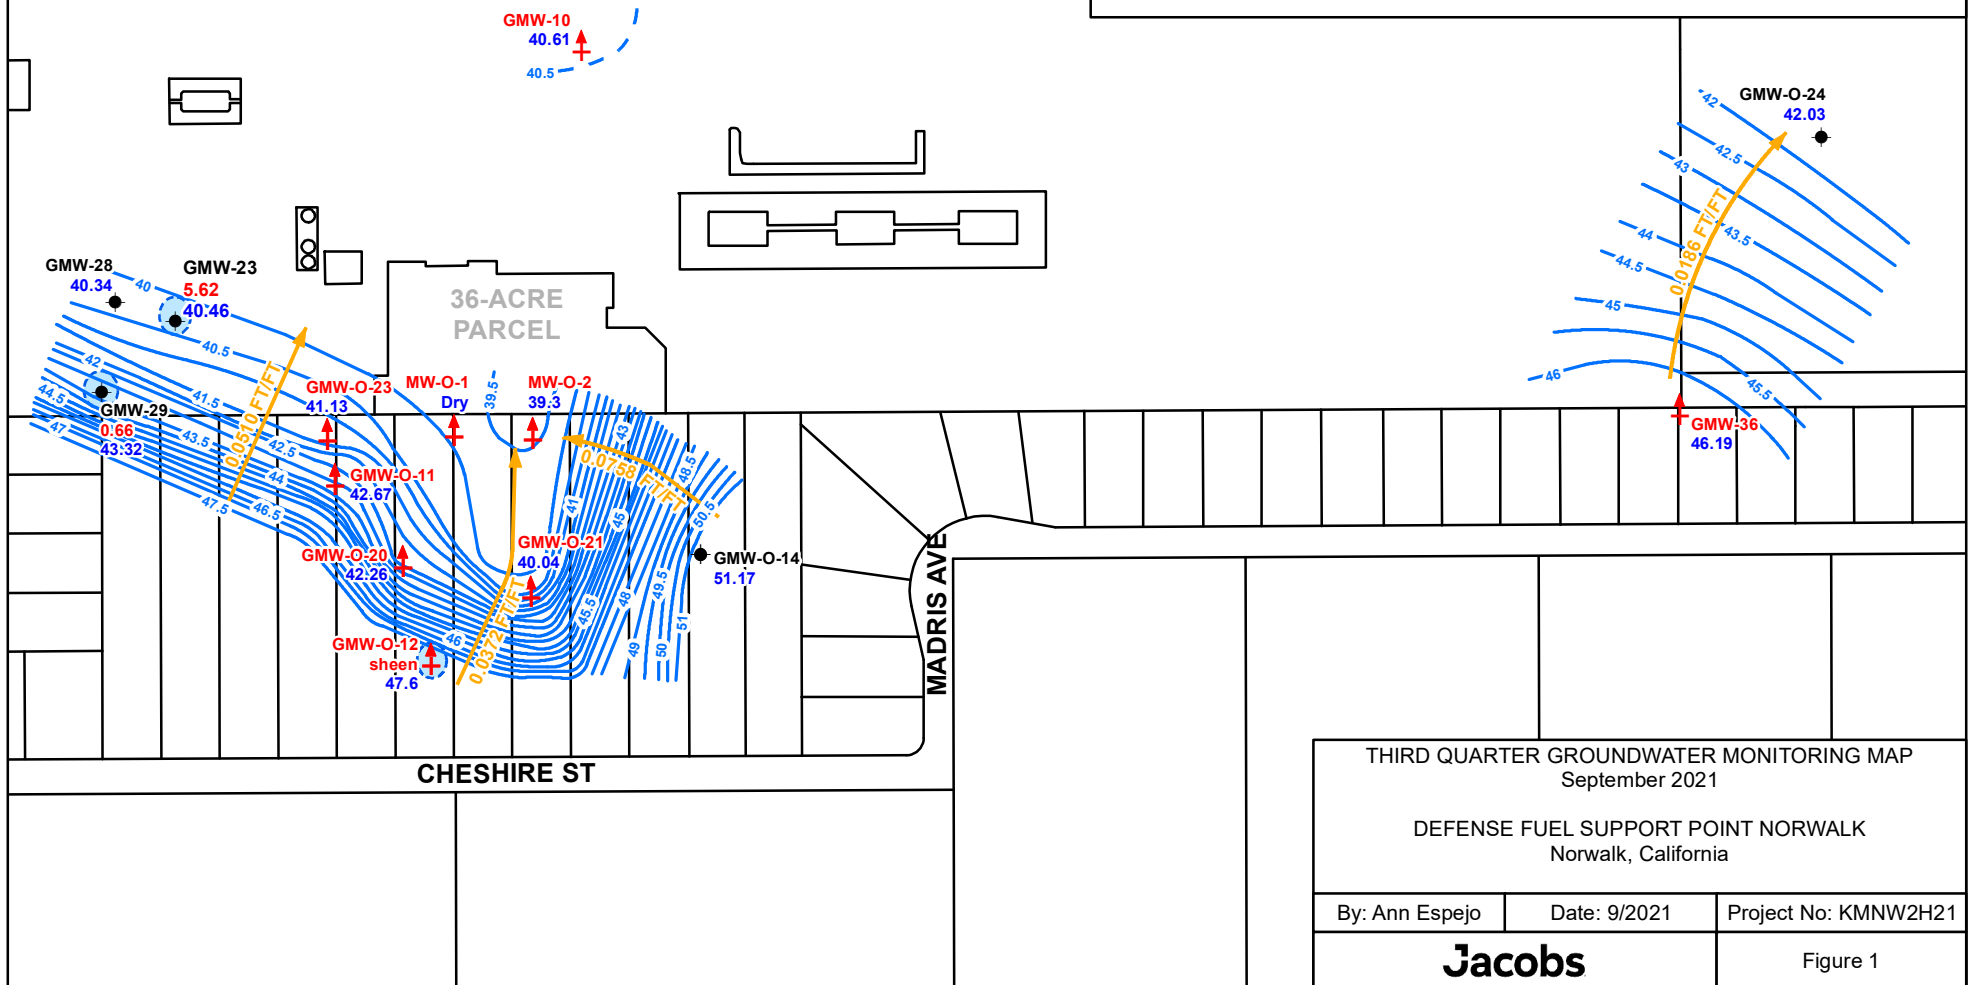 GMW-10
40.61
40.5
GMW-O-24
42.03
42
42.5
43
43.5
44
44.5
45
45.5
46
0.0186 FT/FT
GMW-36
46.19
GMW-28
40.34
GMW-23
5.62
40.46
40
40.5
41.5
42
42.5
43.5
44
44.5
46.5
47
47.5
0.0510 FT/FT
GMW-29
0.66
43.32
36-ACRE
PARCEL
GMW-O-23
41.13
MW-O-1
Dry
39.5
MW-O-2
39.3
GMW-O-11
42.67
GMW-O-20
42.26
GMW-O-21
40.04
GMW-O-12
sheen
47.6
46
0.0372 FT/FT
0.0758 FT/FT
43
41
45
45.5
48
48.5
49
49.5
50
50.5
51
GMW-O-14
51.17
MADRIS AVE
CHESHIRE ST
THIRD QUARTER GROUNDWATER MONITORING MAP
September 2021
DEFENSE FUEL SUPPORT POINT NORWALK
Norwalk, California
By: Ann Espejo
Date: 9/2021
Project No: KMNW2H21
Jacobs
Figure 1